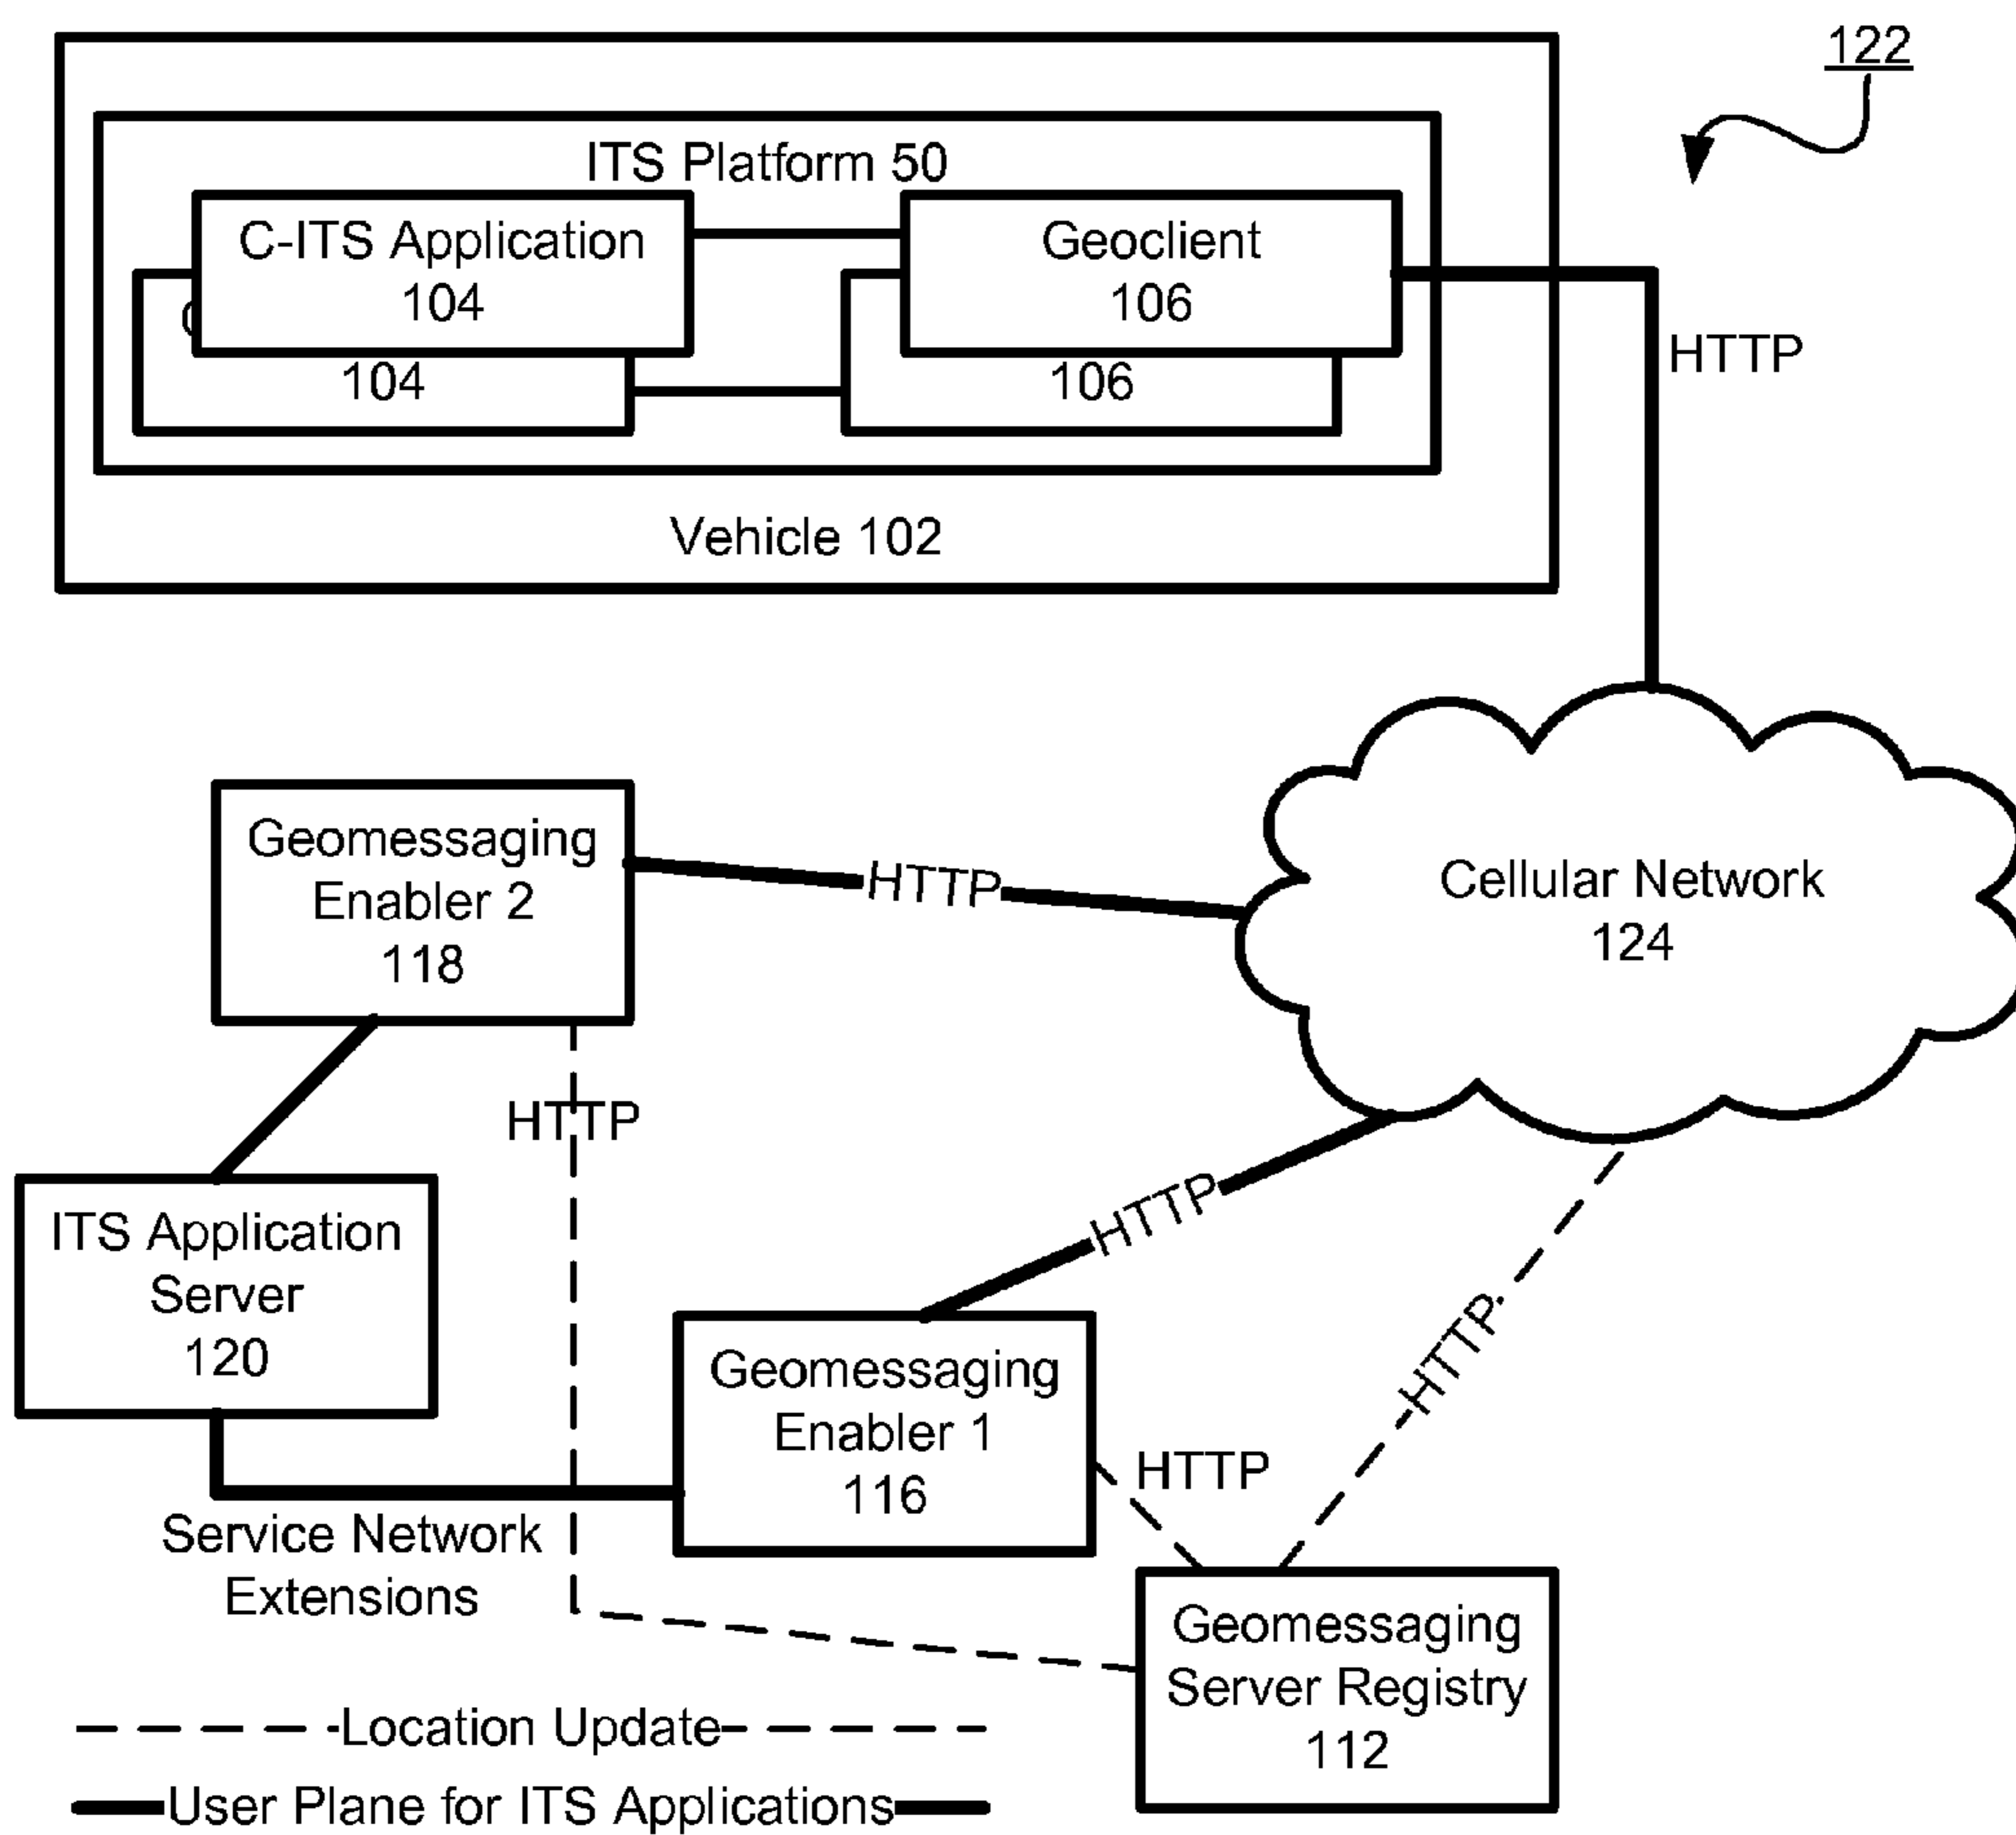 122
ITS Platform 50
C-ITS Application
104
Geoclient
106
104
106
HTTP
Vehicle 102
Geomessaging
Enabler 2
118
HTTP
Cellular Network
124
HTTP
ITS Application
Server
120
HTTP
HTTP
Geomessaging
Enabler 1
116
HTTP
Service Network
Extensions
Geomessaging
Server Registry
112
Location Update
User Plane for ITS Applications